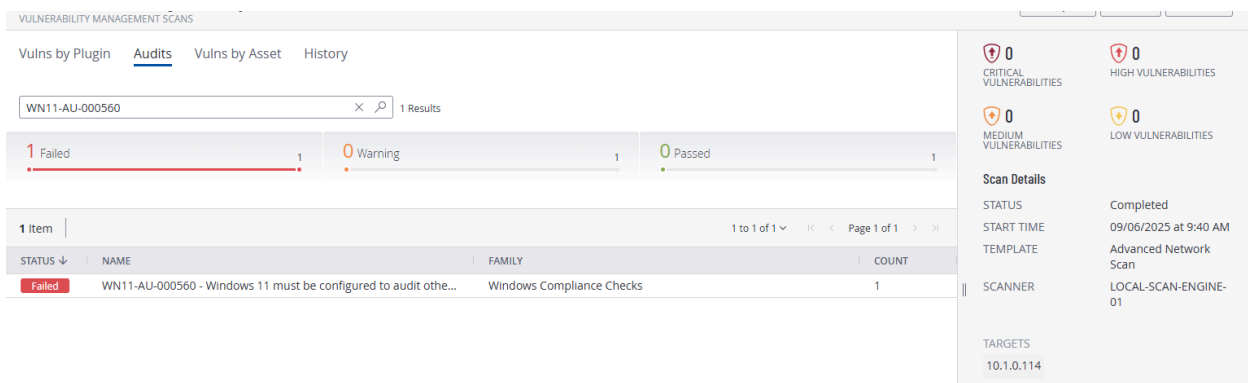 VULNERABILITY MANAGEMENT SCANS
Vulns by Plugin Audits Vulns by Asset History
WN11-AU-000560 1 Results
1 Failed 1
0 Warning 1
0 Passed 1
1 Item 1 to 1 of 1 Page 1 of 1
STATUS NAME FAMILY COUNT
Failed WN11-AU-000560 - Windows 11 must be configured to audit othe... Windows Compliance Checks 1
0
CRITICAL
VULNERABILITIES
0
HIGH VULNERABILITIES
0
MEDIUM
VULNERABILITIES
0
LOW VULNERABILITIES
Scan Details
STATUS Completed
START TIME 09/06/2025 at 9:40 AM
TEMPLATE Advanced Network
Scan
SCANNER LOCAL-SCAN-ENGINE-
01
TARGETS
10.1.0.114